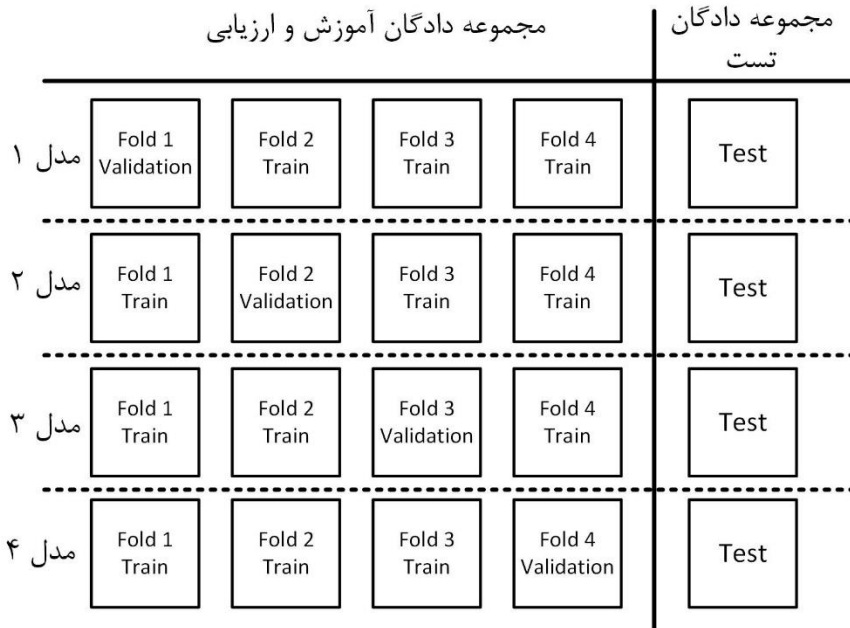 مجموعه دادگان آموزش و ارزیابی
مجموعه دادگان
تست
مدل ۱
Fold 1
Validation
Fold 2
Train
Fold 3
Train
Fold 4
Train
Test
مدل ۲
Fold 1
Train
Fold 2
Validation
Fold 3
Train
Fold 4
Train
Test
مدل ۳
Fold 1
Train
Fold 2
Train
Fold 3
Validation
Fold 4
Train
Test
مدل ۴
Fold 1
Train
Fold 2
Train
Fold 3
Train
Fold 4
Validation
Test